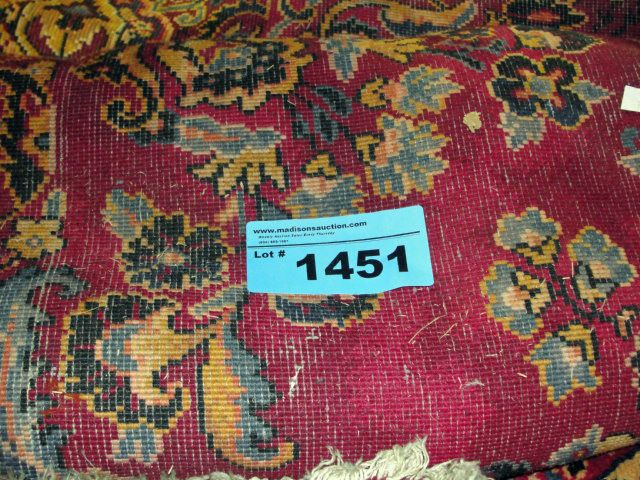 www.madisonsauction.com
Weekly Auction Sales Every Thursday
Lot # 1451